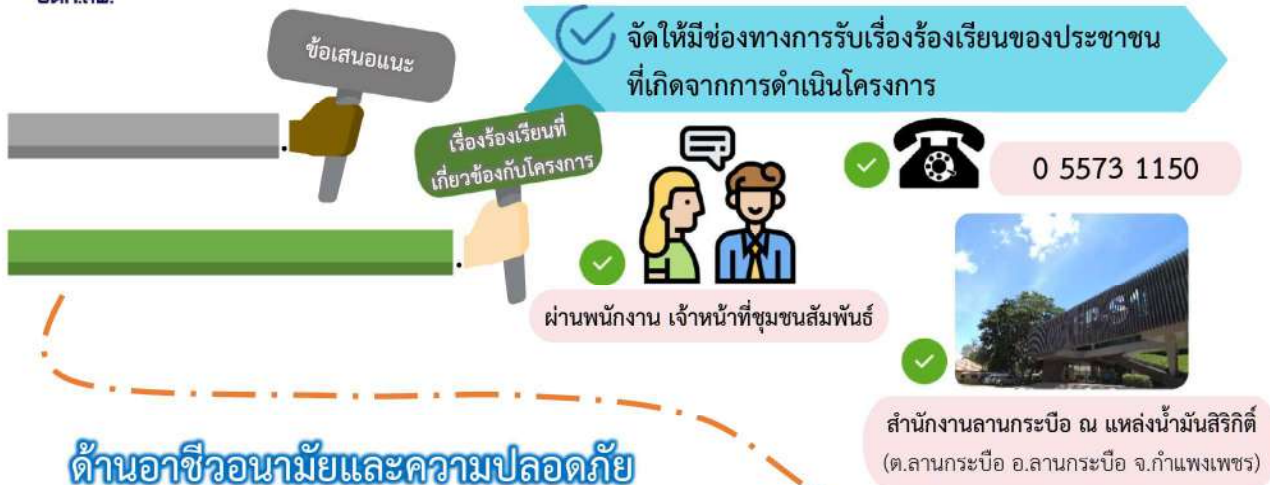 ข้อเสนอแนะ
จัดให้มีช่องทางการรับเรื่องร้องเรียนของประชาชน
ที่เกิดจากการดำเนินโครงการ
เรื่องร้องเรียนที่
เกี่ยวข้องกับโครงการ
0 5573 1150
ผ่านพนักงาน เจ้าหน้าที่ชุมชนสัมพันธ์
สำนักงานลานกระบือ ณ แหล่งน้ำมันสิริกิติ์
(ต.ลานกระบือ อ.ลานกระบือ จ.กำแพงเพชร)
ด้านอาชีวอนามัยและความปลอดภัย